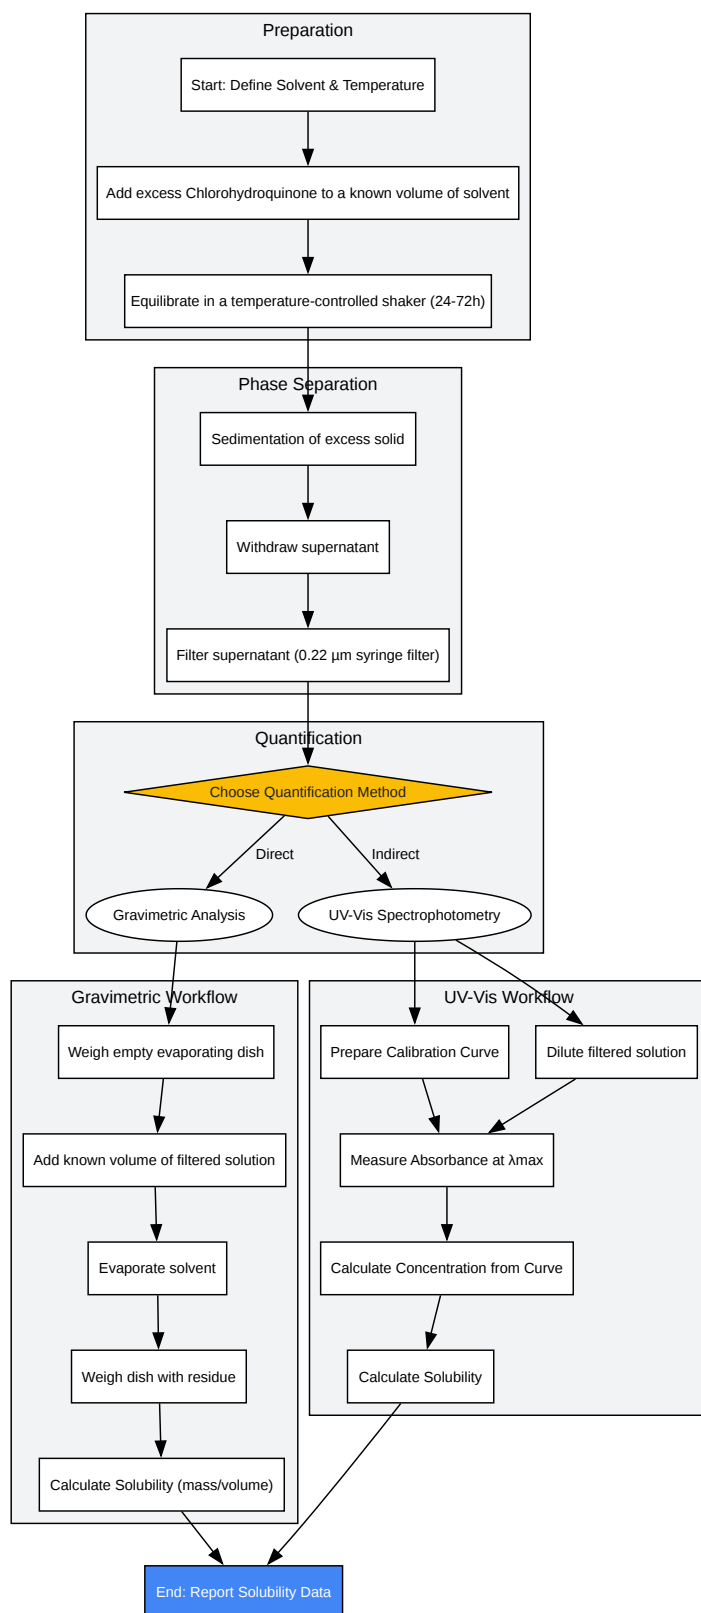 Preparation
Start: Define Solvent & Temperature
Add excess Chlorohydroquinone to a known volume of solvent
Equilibrate in a temperature-controlled shaker (24-72h)
Phase Separation
Sedimentation of excess solid
Withdraw supernatant
Filter supernatant (0.22 µm syringe filter)
Quantification
Choose Quantification Method
Direct
Indirect
Gravimetric Analysis
UV-Vis Spectrophotometry
Gravimetric Workflow
Weigh empty evaporating dish
Add known volume of filtered solution
Evaporate solvent
Weigh dish with residue
Calculate Solubility (mass/volume)
UV-Vis Workflow
Prepare Calibration Curve
Dilute filtered solution
Measure Absorbance at λmax
Calculate Concentration from Curve
Calculate Solubility
End: Report Solubility Data